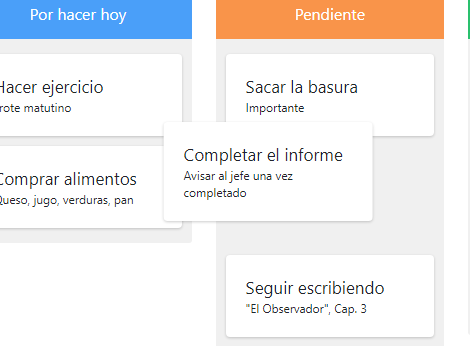 Por hacer hoy
Hacer ejercicio
Trote matutino
Comprar alimentos
Queso, jugo, verduras, pan
Pendiente
Sacar la basura
Importante
Completar el informe
Avisar al jefe una vez
completado
Seguir escribiendo
"El Observador", Cap. 3